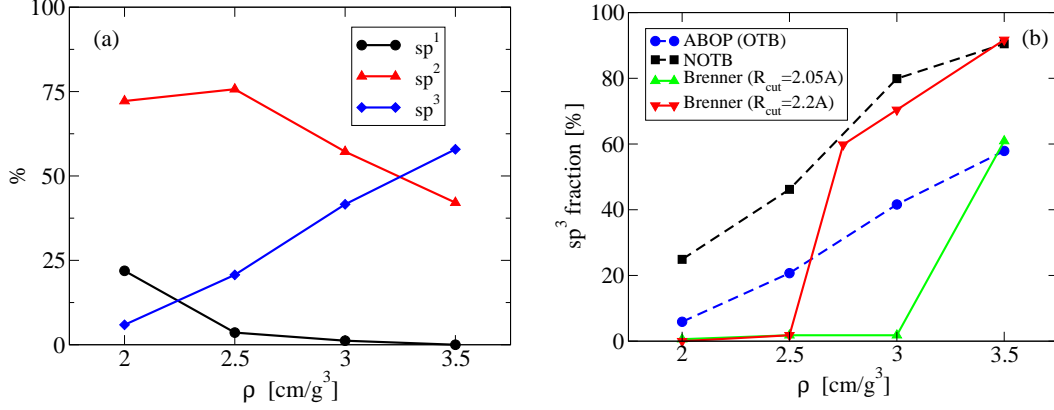 (a)
sp¹
sp²
sp³
100
75
50
25
0
%
2 2.5 3 3.5
ρ [cm/g³]
(b)
ABOP (OTB)
NOTB
Brenner (R_cut=2.05A)
Brenner (R_cut=2.2A)
100
80
60
40
20
0
sp³ fraction [%]
2 2.5 3 3.5
ρ [cm/g³]